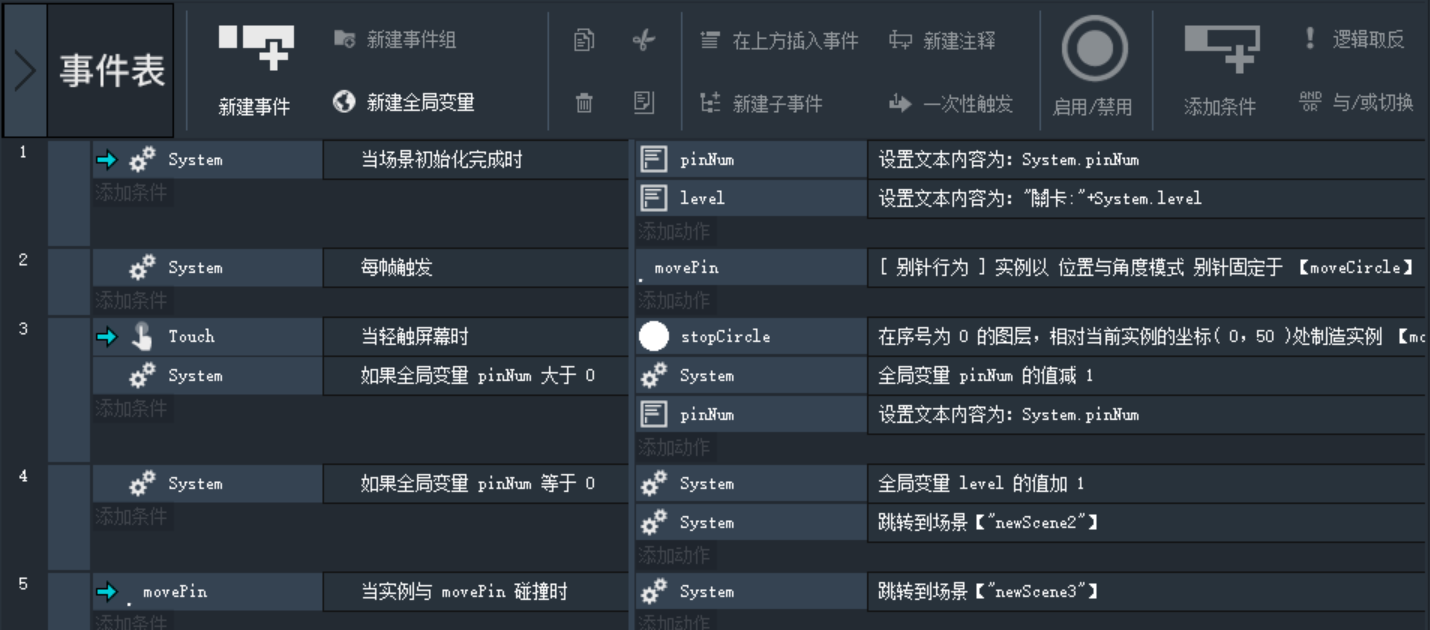 事件表
新建事件
新建事件组
新建全局变量
在上方插入事件
新建子事件
新建注释
一次性触发
启用/禁用
添加条件
逻辑取反
AND OR 与/或切换
1 System 当场景初始化完成时 pinNum 设置文本内容为: System.pinNum
添加条件 level 设置文本内容为: "關卡:"+System.level
添加动作
2 System 每帧触发 movePin [ 别针行为 ] 实例以 位置与角度模式 别针固定于 【moveCircle】
添加条件 添加动作
3 Touch 当轻触屏幕时 stopCircle 在序号为 0 的图层, 相对当前实例的坐标( 0, 50 )处制造实例 【mo
System 如果全局变量 pinNum 大于 0 System 全局变量 pinNum 的值减 1
添加条件 pinNum 设置文本内容为: System.pinNum
添加动作
4 System 如果全局变量 pinNum 等于 0 System 全局变量 level 的值加 1
添加条件 System 跳转到场景【"newScene2"】
添加动作
5 movePin 当实例与 movePin 碰撞时 System 跳转到场景【"newScene3"】
添加条件 添加动作